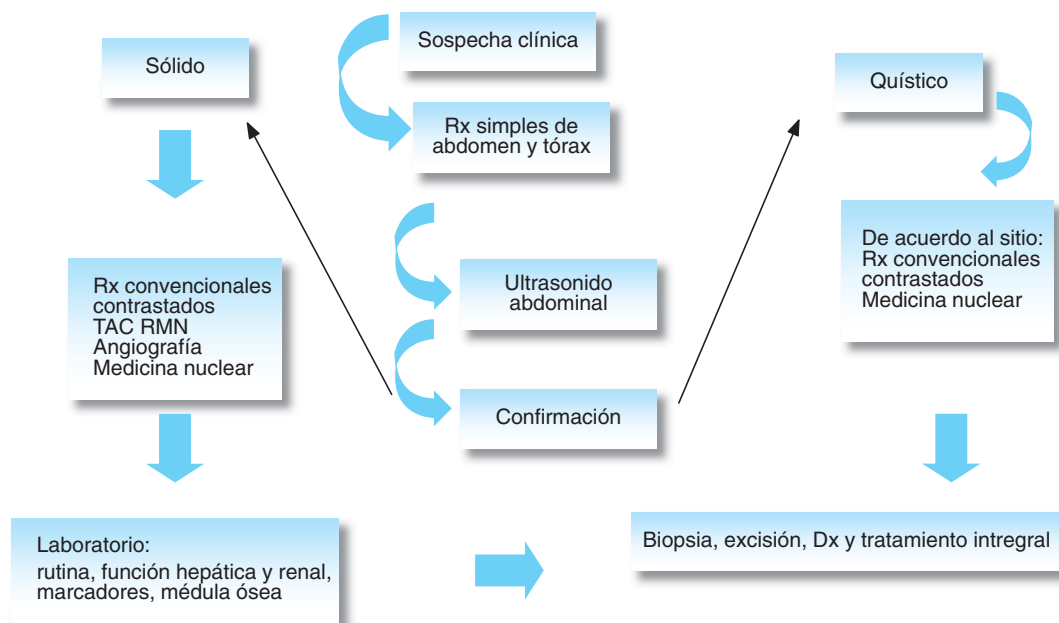 Sospecha clínica
Rx simples de
abdomen y tórax
Ultrasonido
abdominal
Confirmación
Sólido
Rx convencionales
contrastados
TAC RMN
Angiografía
Medicina nuclear
Laboratorio:
rutina, función hepática y renal,
marcadores, médula ósea
Quístico
De acuerdo al sitio:
Rx convencionales
contrastados
Medicina nuclear
Biopsia, excisión, Dx y tratamiento intregral